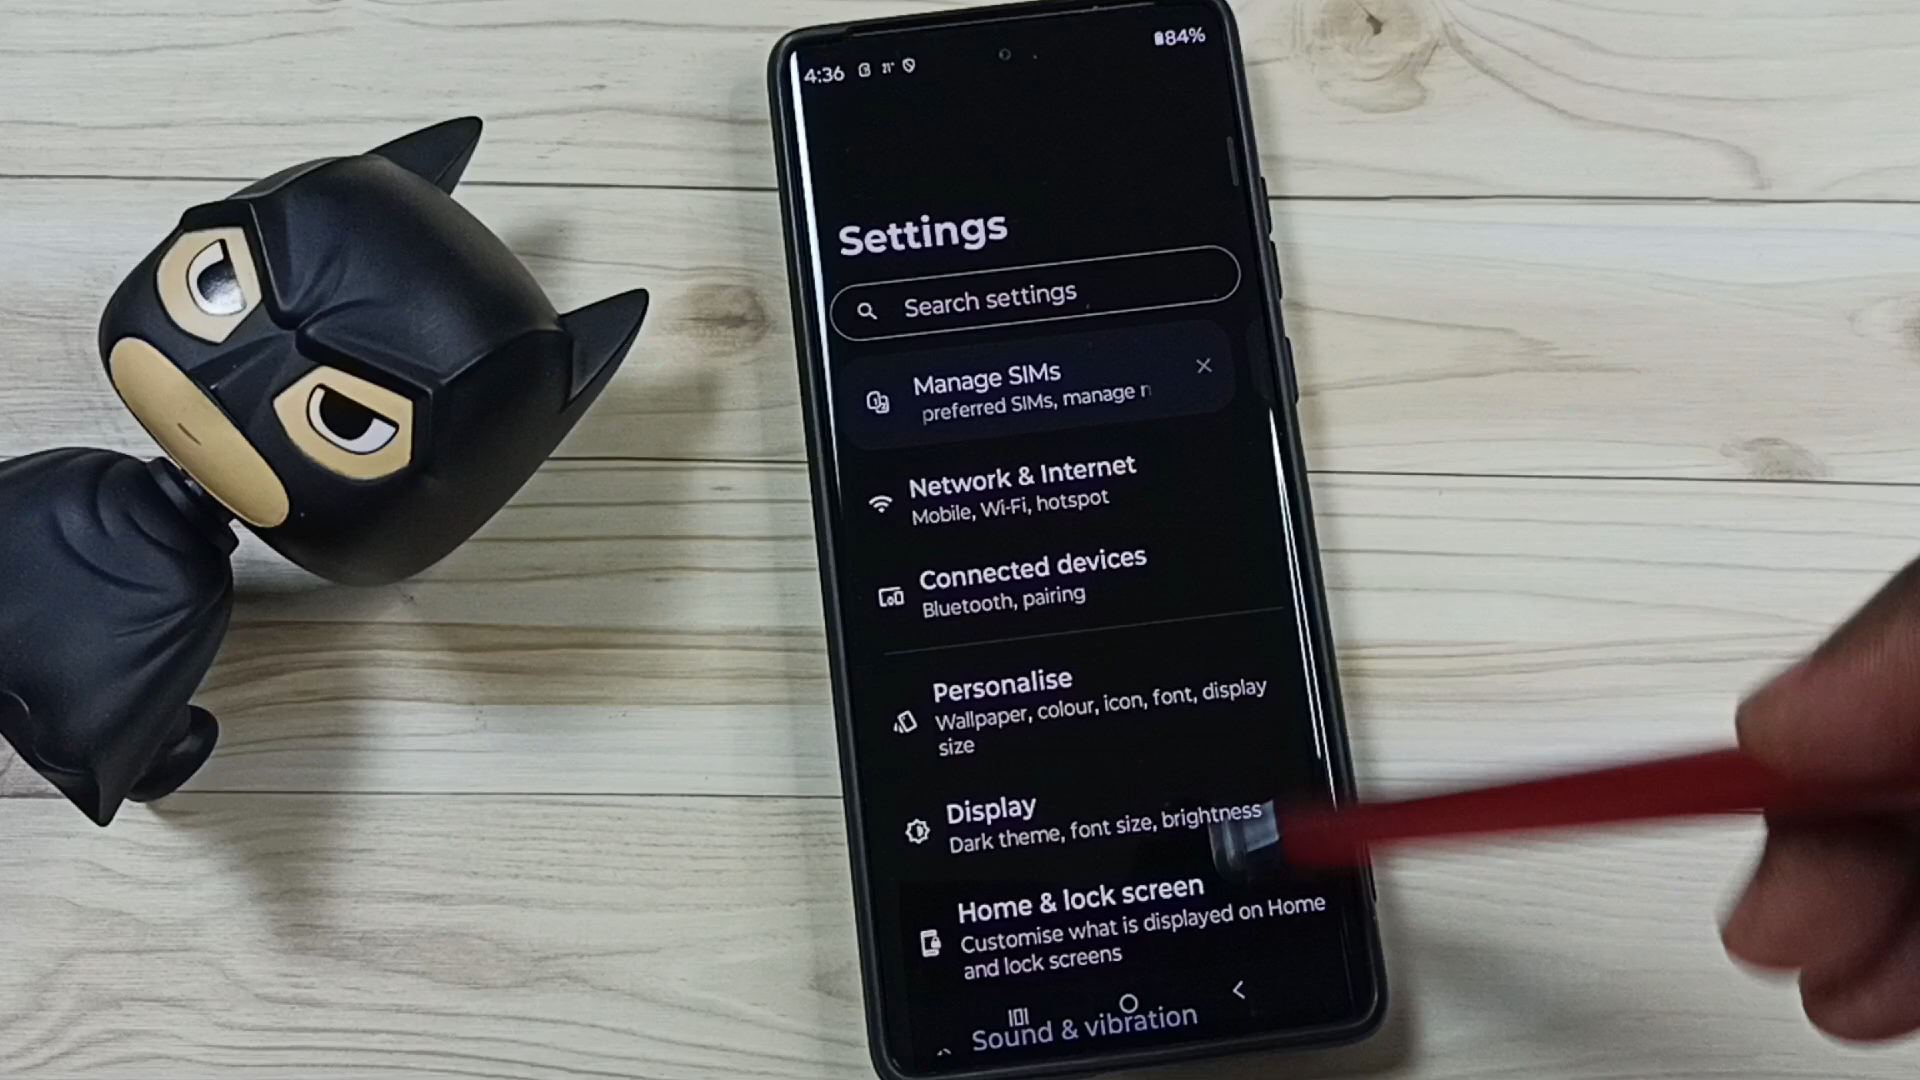 4:36 21° 84%
Settings
Search settings
Manage SIMs
preferred SIMs, manage n
Network & Internet
Mobile, Wi-Fi, hotspot
Connected devices
Bluetooth, pairing
Personalise
Wallpaper, colour, icon, font, display
size
Display
Dark theme, font size, brightness
Home & lock screen
Customise what is displayed on Home
and lock screens
Sound & vibration